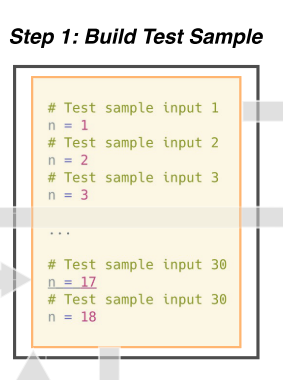 Step 1: Build Test Sample
# Test sample input 1
n = 1
# Test sample input 2
n = 2
# Test sample input 3
n = 3
...
# Test sample input 30
n = 17
# Test sample input 30
n = 18